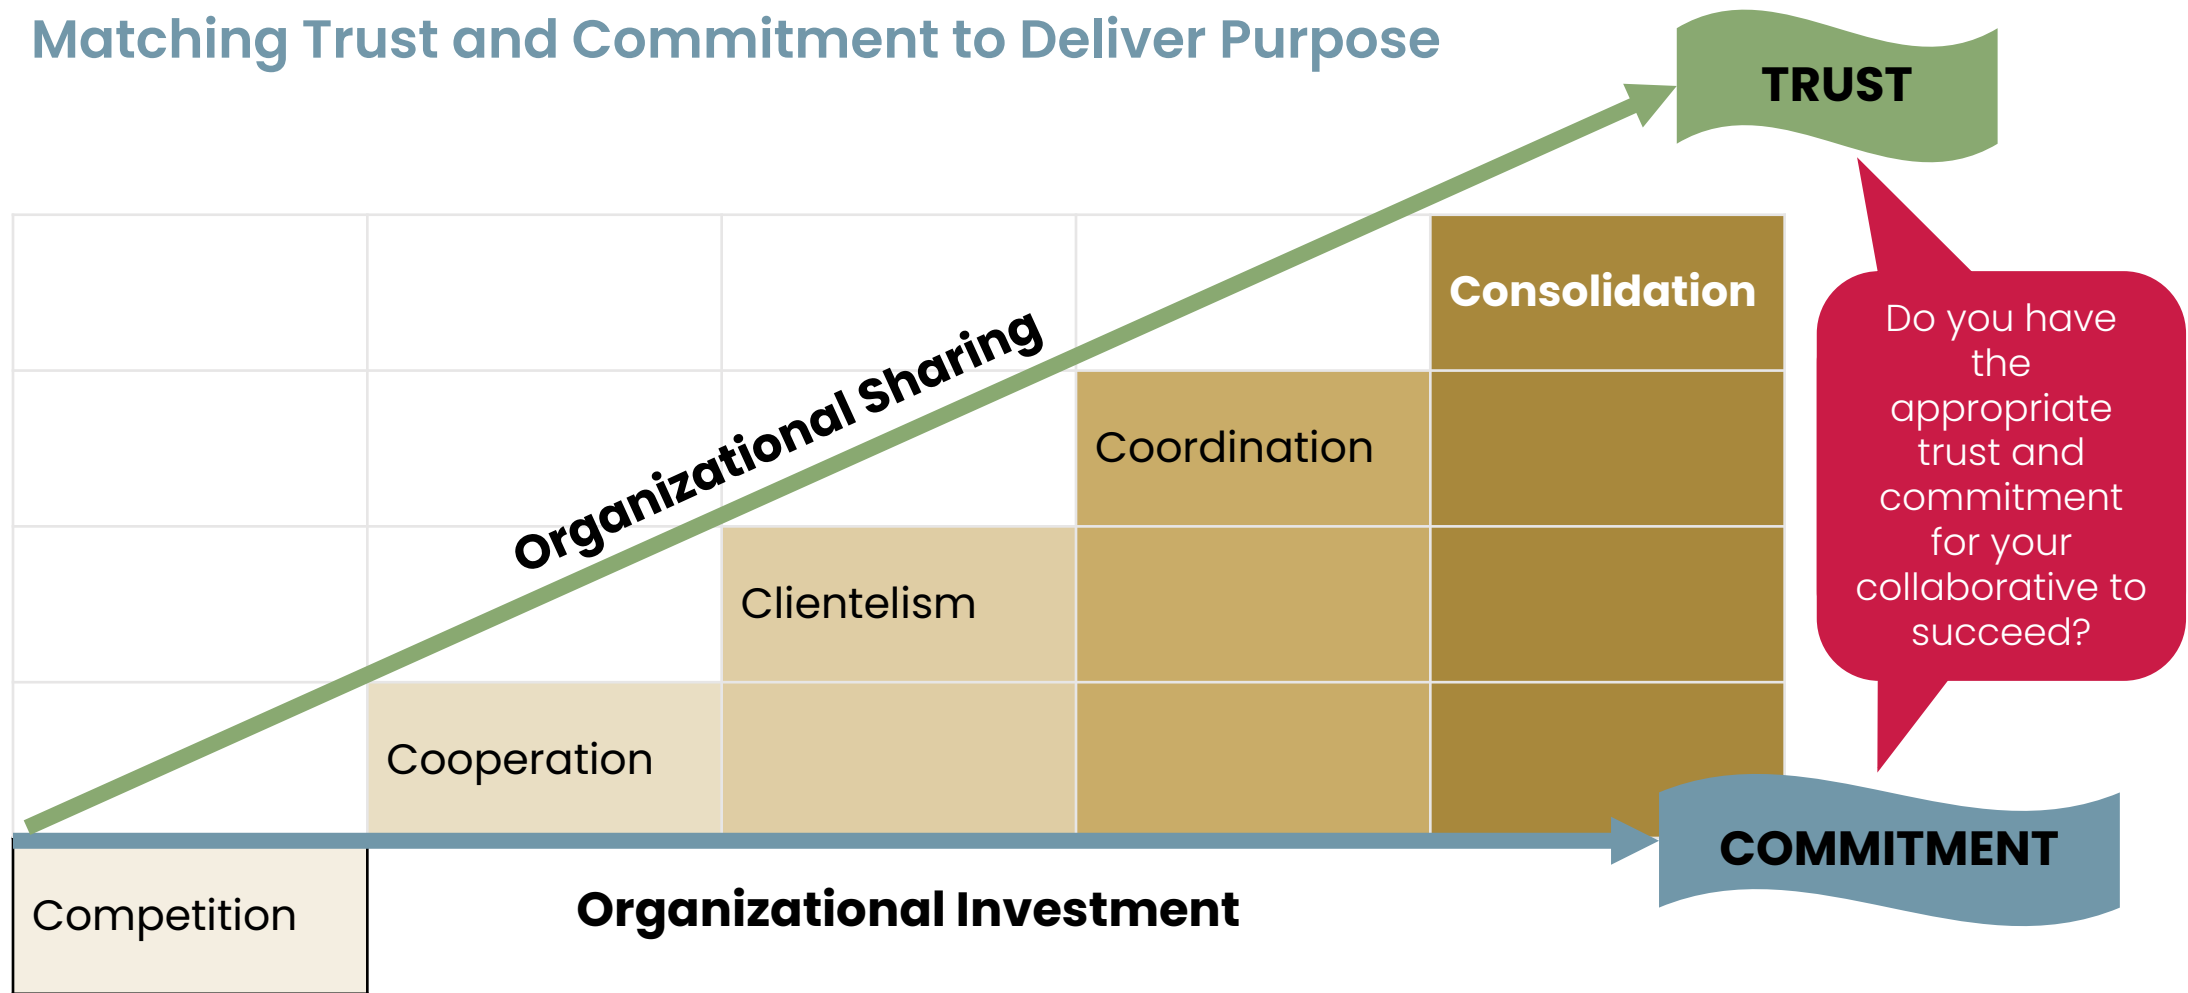 Matching Trust and Commitment to Deliver Purpose
TRUST
Consolidation
Organizational Sharing
Coordination
Clientelism
Cooperation
Do you have
the
appropriate
trust and
commitment
for your
collaborative to
succeed?
COMMITMENT
Competition
Organizational Investment